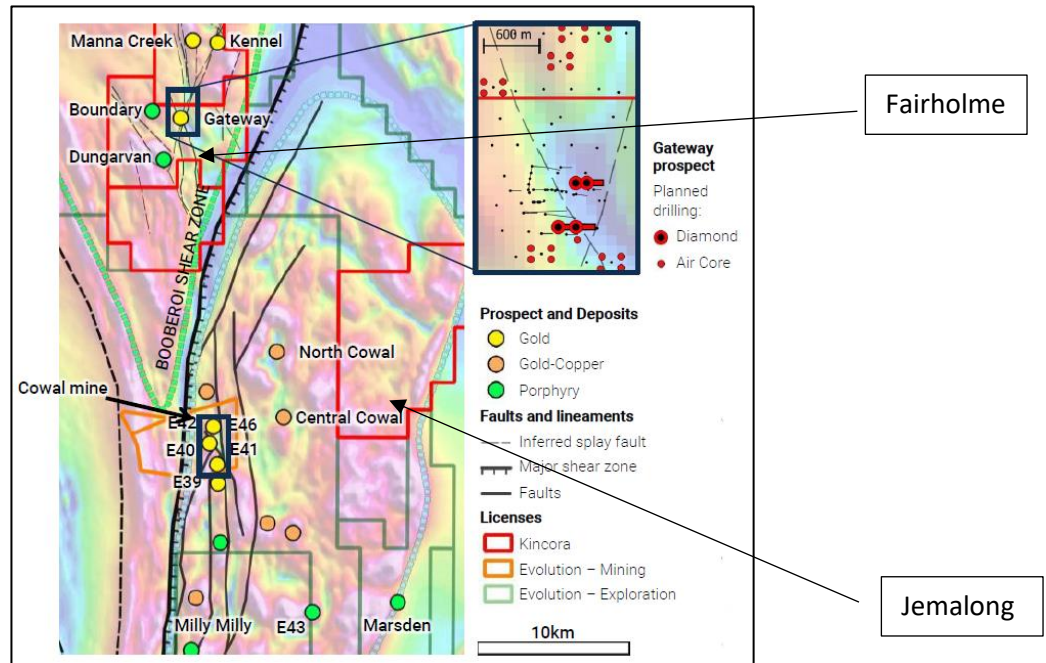 Manna Creek
Kennel
Boundary
Gateway
Dungarvan
BOOBEROI SHEAR ZONE
North Cowal
Cowal mine
Central Cowal
E42
E46
E40
E41
E39
Milly Milly
E43
Marsden
600 m
Gateway
prospect
Planned
drilling:
Diamond
Air Core
Prospect and Deposits
Gold
Gold-Copper
Porphyry
Faults and lineaments
Inferred splay fault
Major shear zone
Faults
Licenses
Kincora
Evolution – Mining
Evolution – Exploration
10km
Fairholme
Jemalong